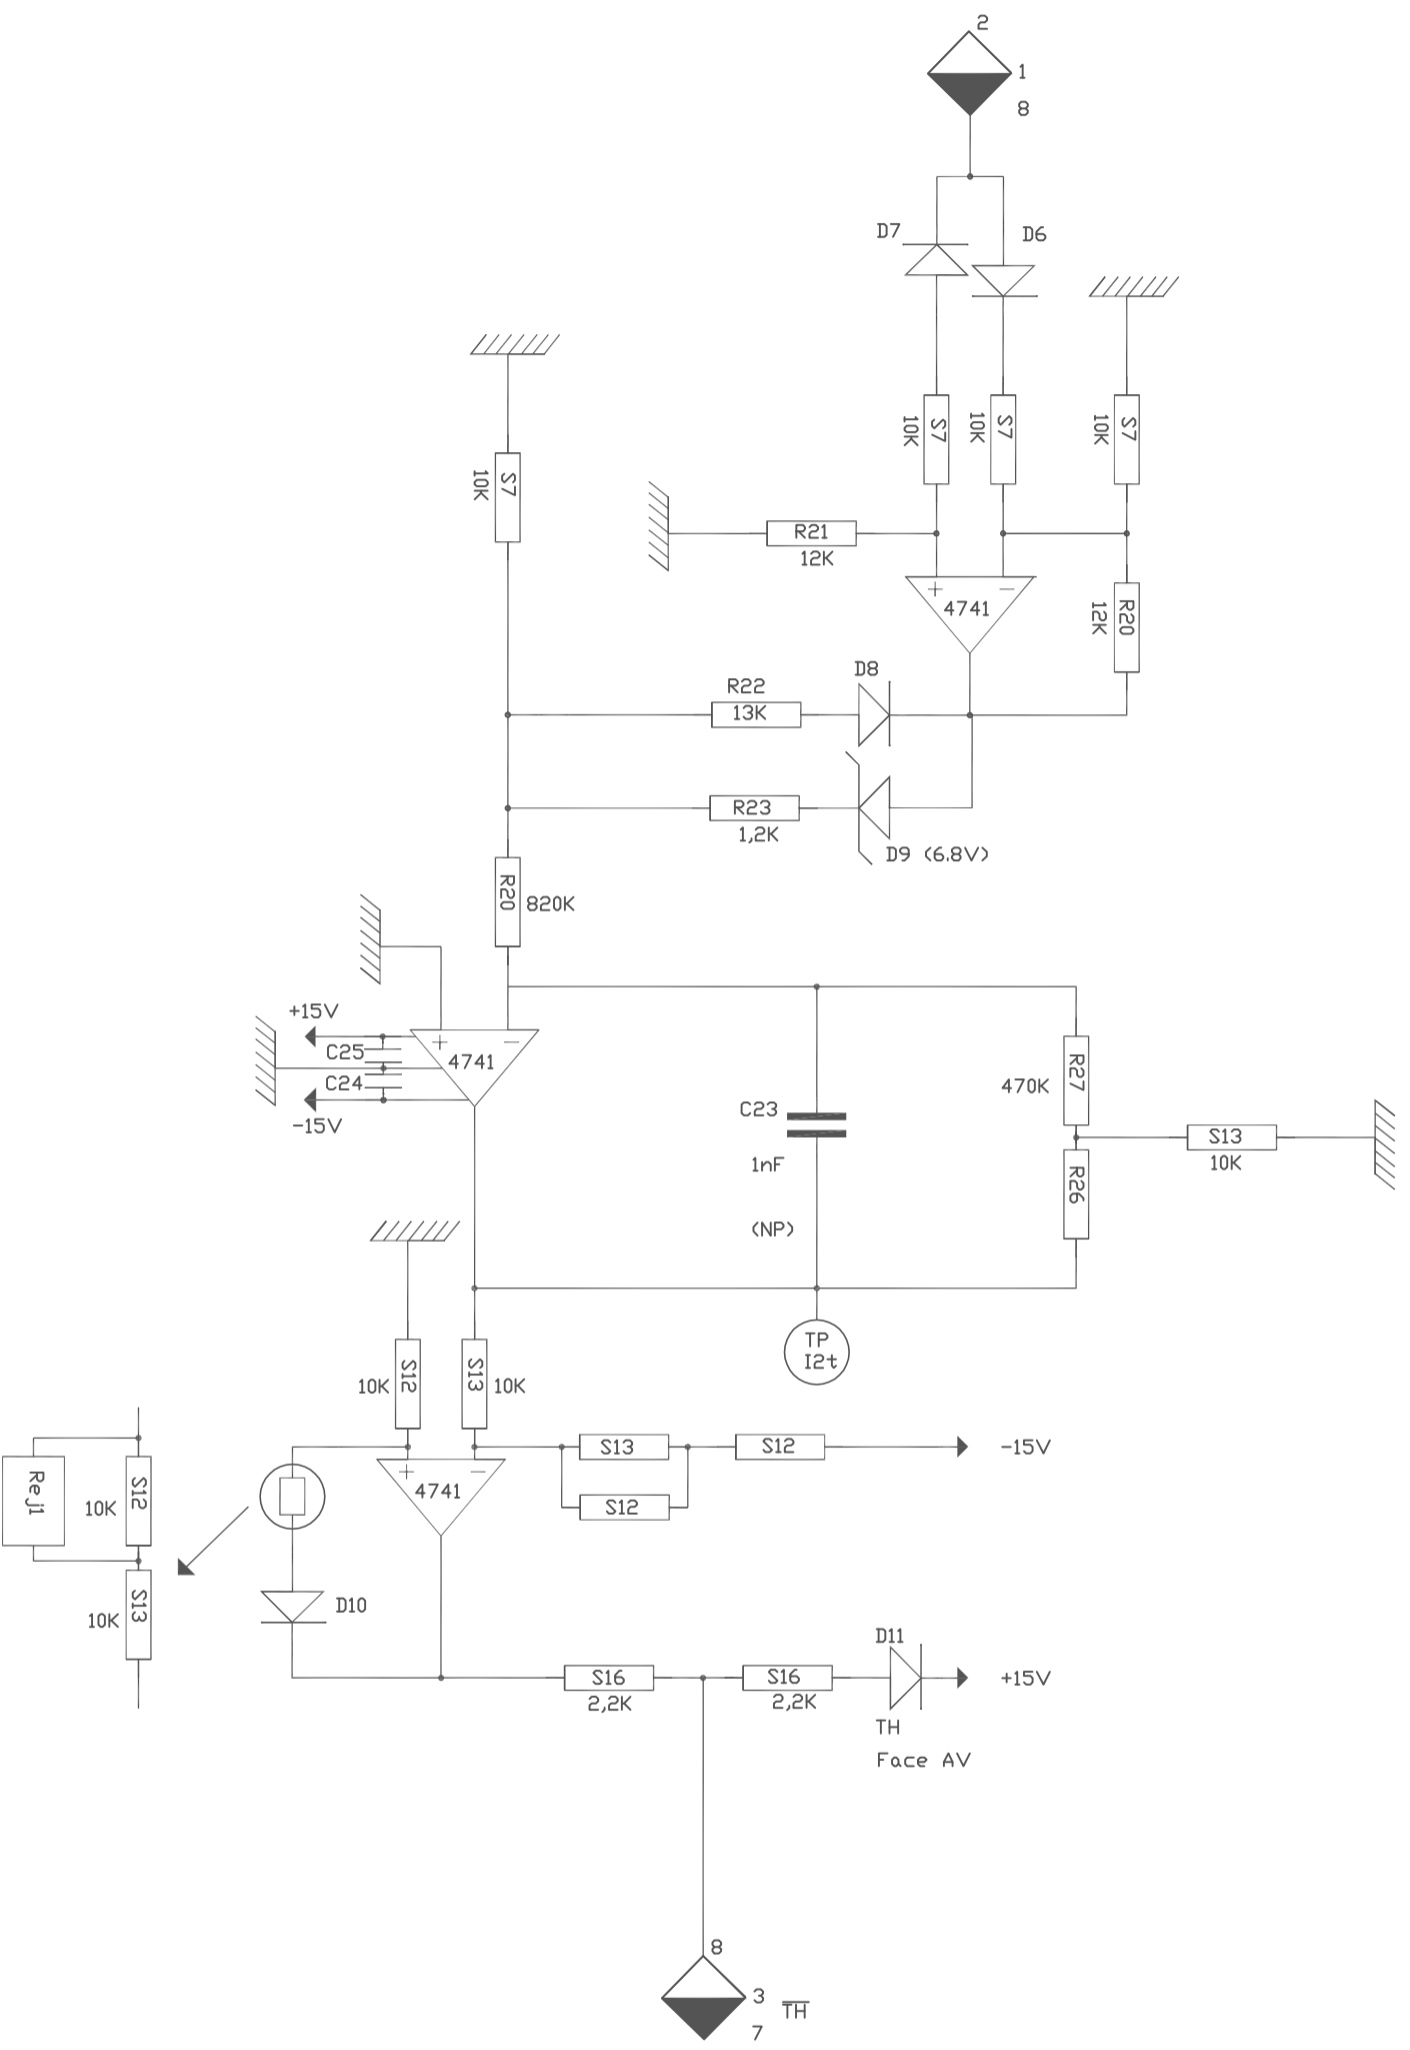 2
1
8
D7
D6
10K
S7
10K
S7
10K
S7
10K
S7
R21
12K
+
−
4741
12K
R20
D8
R22
13K
R23
1,2K
D9 (6.8V)
R20
820K
+15V
C25
C24
-15V
+
−
4741
C23
1nF
(NP)
470K
R27
R26
S13
10K
TP
I2t
10K
S12
S13
10K
Rej1
10K
S12
10K
S13
+
−
4741
S13
S12
S12
-15V
D10
S16
2,2K
S16
2,2K
D11
TH
Face AV
+15V
8
3
7
TH